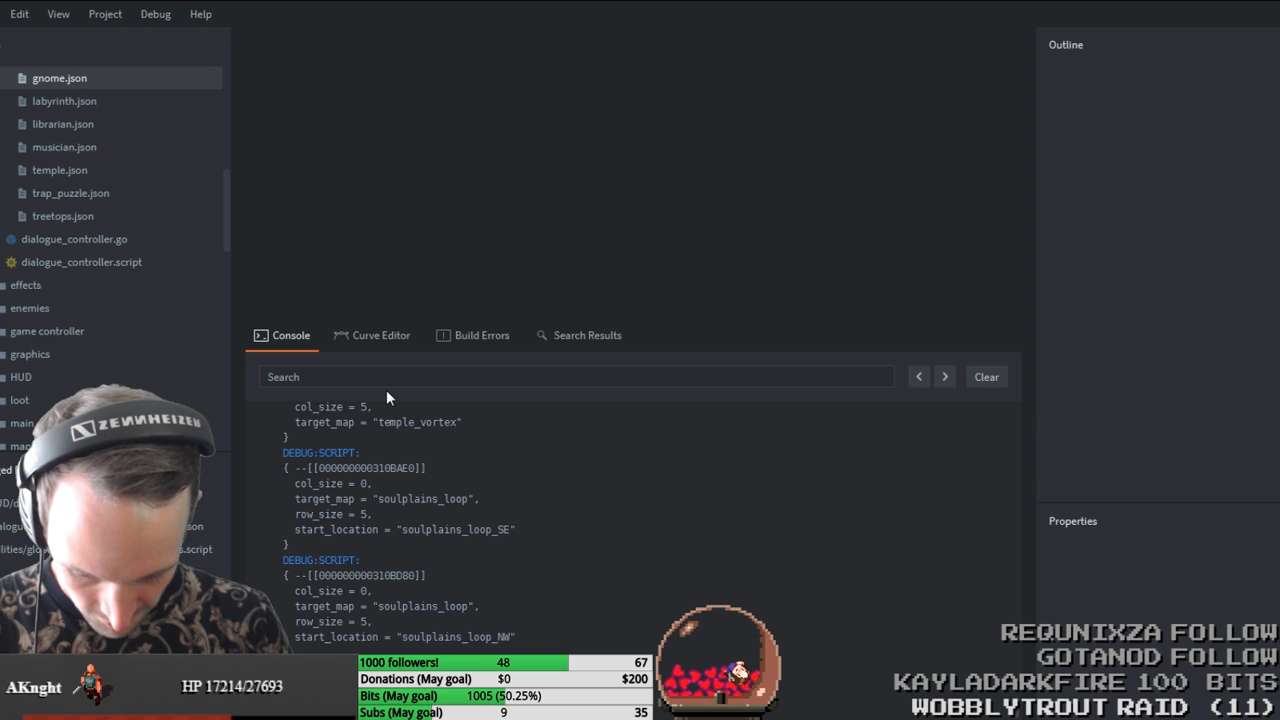 Edit View Project Debug Help
gnome.json
labyrinth.json
librarian.json
musician.json
temple.json
trap_puzzle.json
treetops.json
dialogue_controller.go
dialogue_controller.script
effects
enemies
game controller
graphics
HUD
loot
main
Outline
Console Curve Editor Build Errors Search Results
Search
Clear
col_size = 5,
target_map = "temple_vortex"
}
DEBUG:SCRIPT:
{ --[[000000000310BAE0]]
col_size = 0,
target_map = "soulplains_loop",
row_size = 5,
start_location = "soulplains_loop_SE"
}
DEBUG:SCRIPT:
{ --[[000000000310BD80]]
col_size = 0,
target_map = "soulplains_loop",
row_size = 5,
start_location = "soulplains_loop_NW"
Properties
ZENNHEIZEN
AKnght
HP 17214/27693
1000 followers! 48 67
Donations (May goal) $0 $200
Bits (May goal) 1005 (50.25%)
Subs (May goal) 9 35
REQUNIXZA FOLLOW
GOTANOD FOLLOW
KAYLADARKFIRE 100 BITS
WOBBLYTROUT RAID (11)